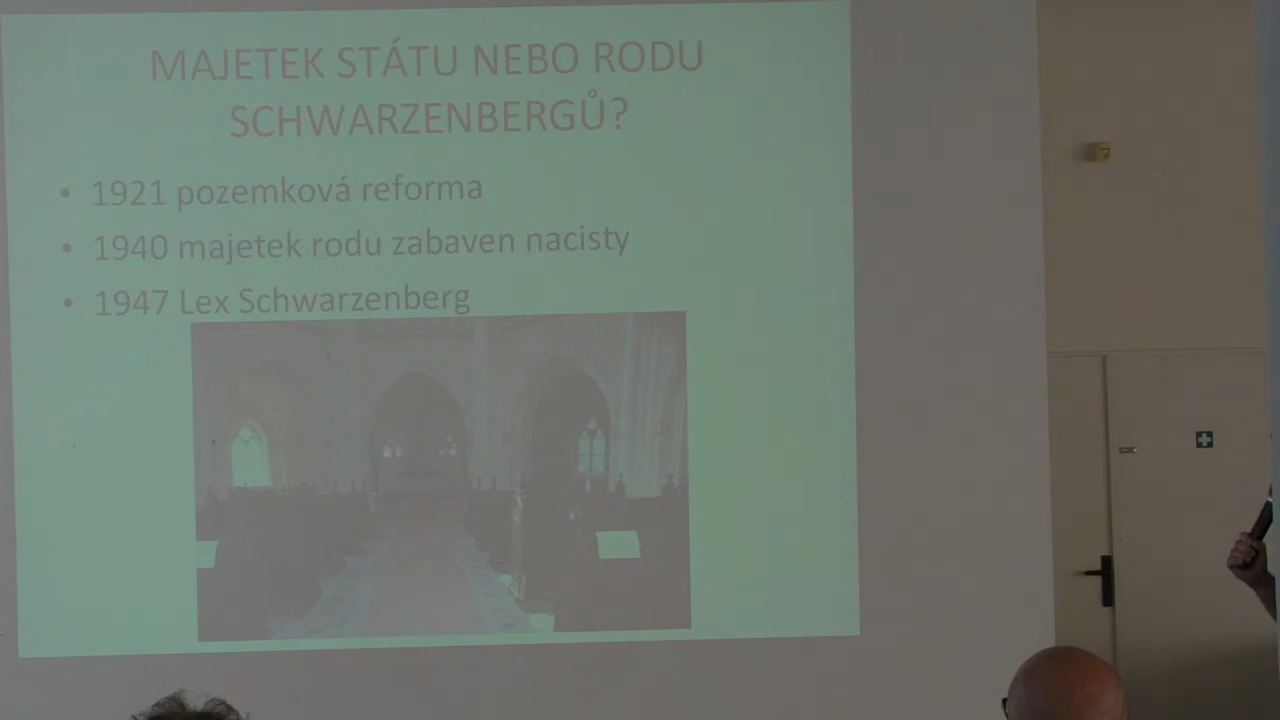 MAJETEK STÁTU NEBO RODU
SCHWARZENBERGŮ?
• 1921 pozemková reforma
• 1940 majetek rodu zabaven nacisty
• 1947 Lex Schwarzenberg